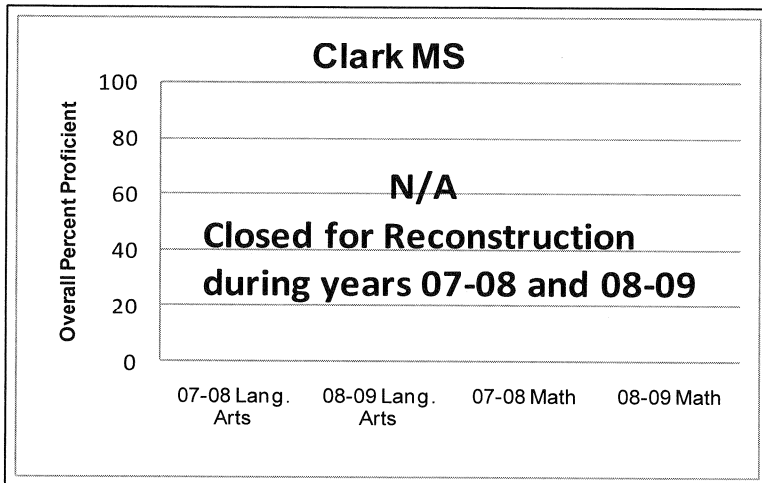 Clark MS
Overall Percent Proficient
100
80
60
40
20
0
N/A
Closed for Reconstruction
during years 07-08 and 08-09
07-08 Lang.
Arts
08-09 Lang.
Arts
07-08 Math
08-09 Math